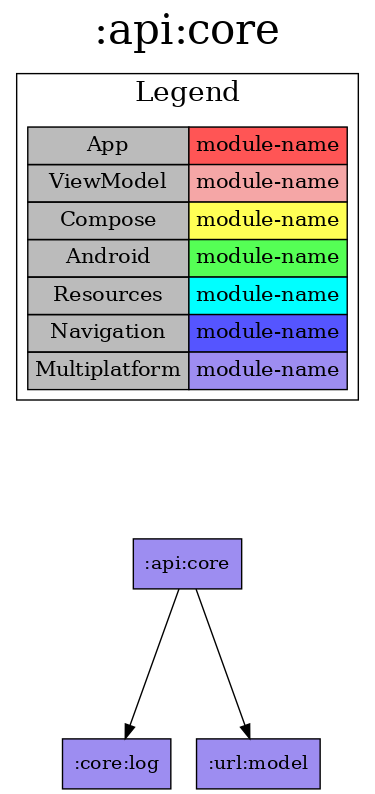 :api:core
Legend
App module-name
ViewModel module-name
Compose module-name
Android module-name
Resources module-name
Navigation module-name
Multiplatform module-name
:api:core
:core:log :url:model